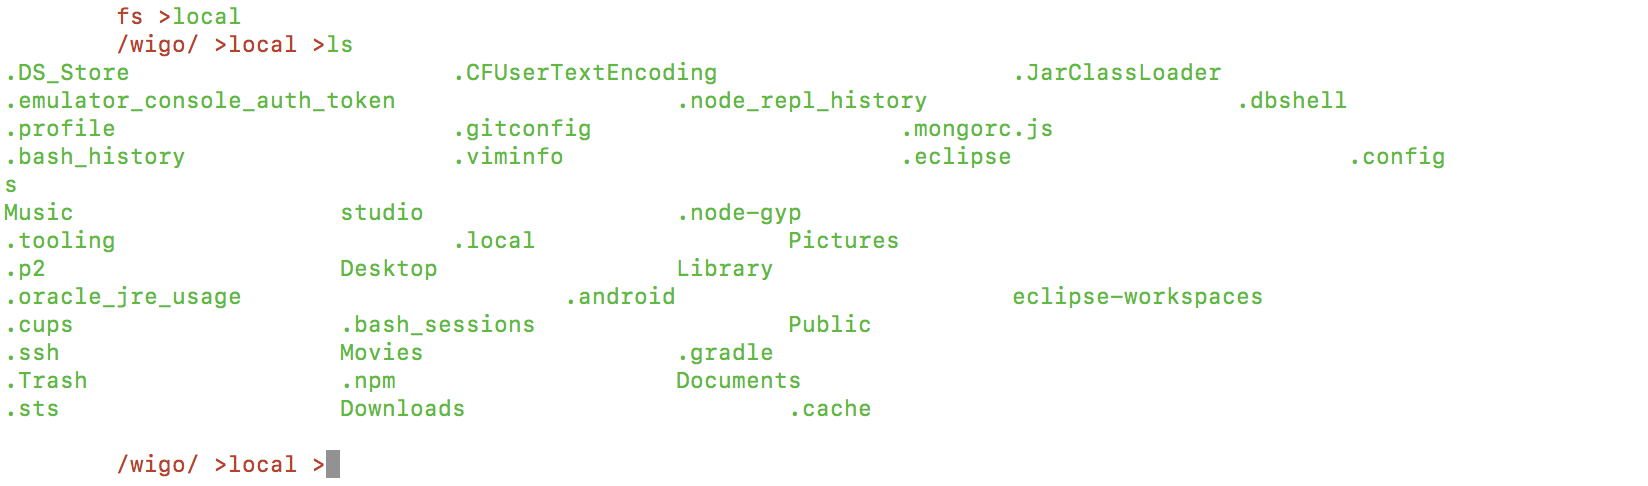 fs >local
/wigo/ >local >ls
.DS_Store .CFUserTextEncoding .JarClassLoader
.emulator_console_auth_token .node_repl_history .dbshell
.profile .gitconfig .mongorc.js
.bash_history .viminfo .eclipse .config
s
Music studio .node-gyp
.tooling .local Pictures
.p2 Desktop Library
.oracle_jre_usage .android eclipse-workspaces
.cups .bash_sessions Public
.ssh Movies .gradle
.Trash .npm Documents
.sts Downloads .cache
/wigo/ >local >